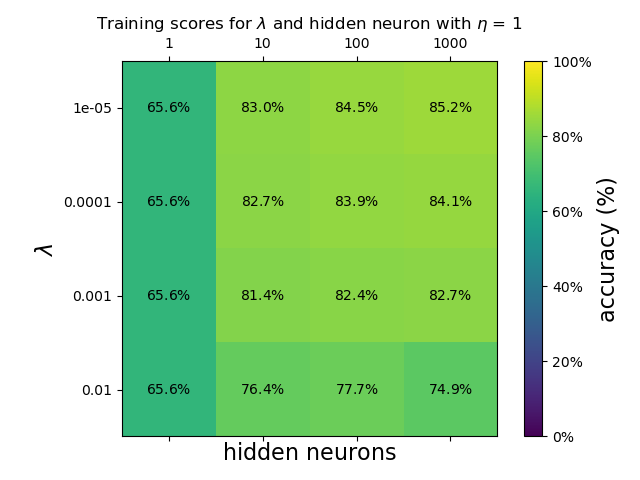 Training scores for λ and hidden neuron with η = 1
1 10 100 1000
1e-05 65.6% 83.0% 84.5% 85.2%
0.0001 65.6% 82.7% 83.9% 84.1%
0.001 65.6% 81.4% 82.4% 82.7%
0.01 65.6% 76.4% 77.7% 74.9%
λ
hidden neurons
100%
80%
60%
40%
20%
0%
accuracy (%)